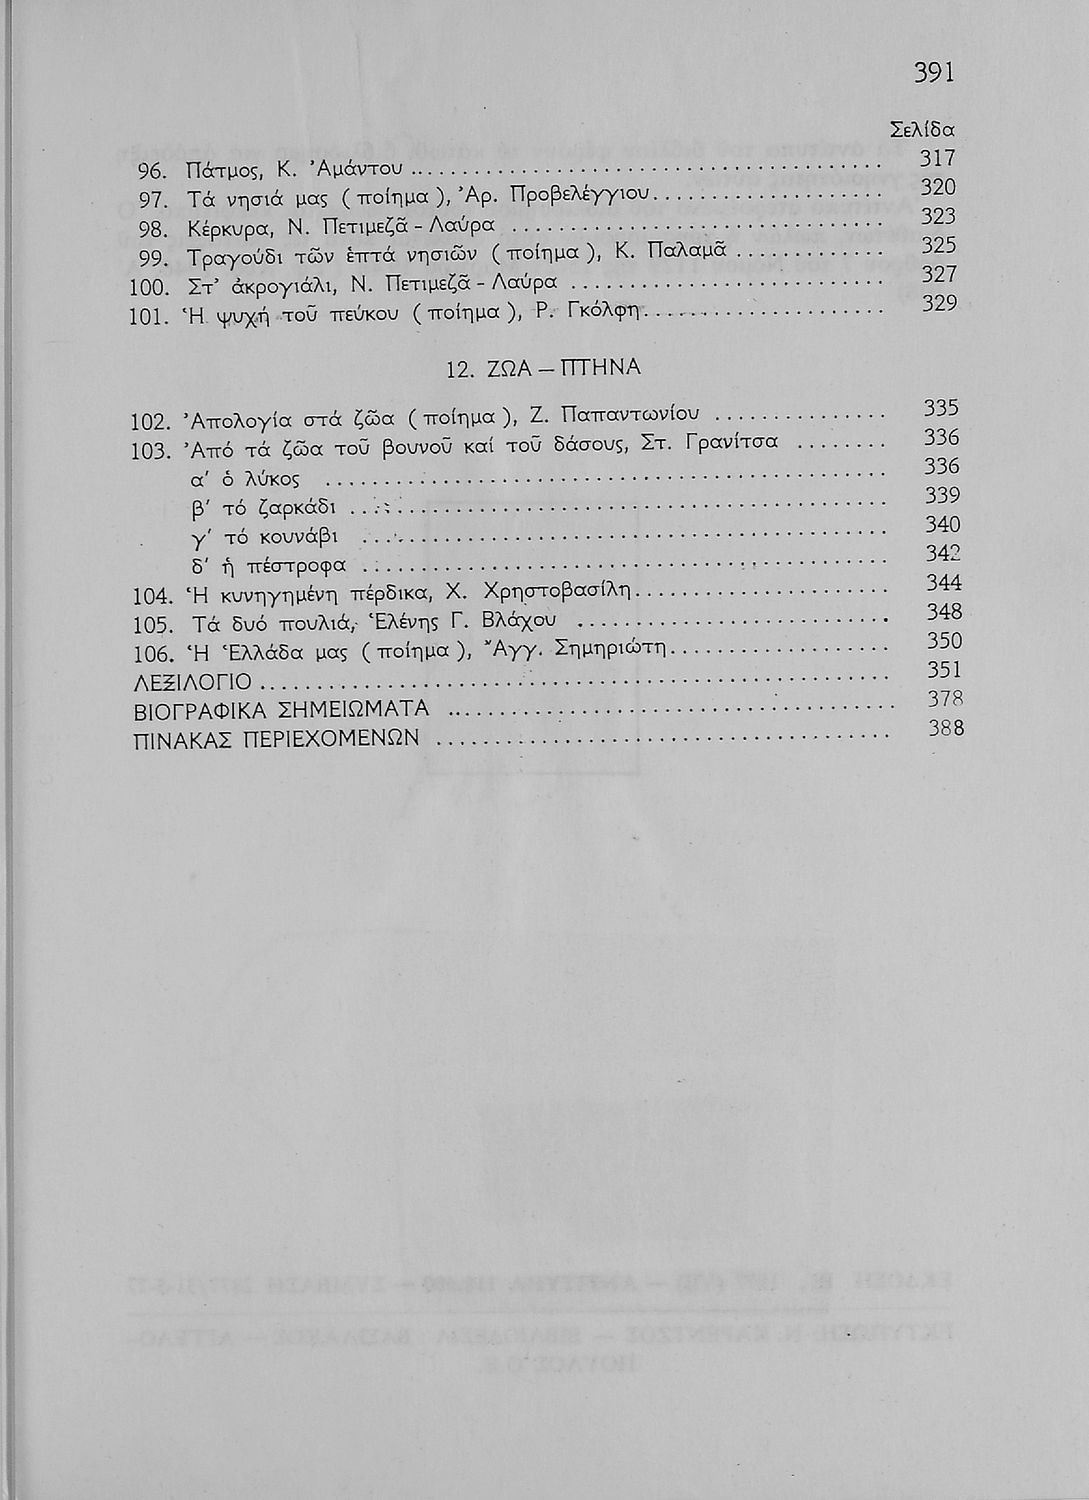 391
Σελίδα
96. Πάτμος, Κ. Ἀμάντου ........ 317
97. Τά νησιά μας ( ποίημα ), Ἀρ. Προβελέγγιου ........ 320
98. Κέρκυρα, Ν. Πετιμεζᾶ - Λαύρα ........ 323
99. Τραγούδι τῶν ἑπτά νησιῶν ( ποίημα ), Κ. Παλαμᾶ ........ 325
100. Στ' ἀκρογιάλι, Ν. Πετιμεζᾶ - Λαύρα ........ 327
101. Ἡ ψυχή τοῦ πεύκου ( ποίημα ), Ρ. Γκόλφη ........ 329
12. ΖΩΑ – ΠΤΗΝΑ
102. Ἀπολογία στά ζῶα ( ποίημα ), Ζ. Παπαντωνίου ........ 335
103. Ἀπό τά ζῶα τοῦ βουνοῦ καί τοῦ δάσους, Στ. Γρανίτσα ........ 336
α' ὁ λύκος ........ 336
β' τό ζαρκάδι ........ 339
γ' τό κουνάβι ........ 340
δ' ἡ πέστροφα ........ 342
104. Ἡ κυνηγημένη πέρδικα, Χ. Χρηστοβασίλη ........ 344
105. Τά δυό πουλιά, Ἑλένης Γ. Βλάχου ........ 348
106. Ἡ Ἑλλάδα μας ( ποίημα ), Ἄγγ. Σημηριώτη ........ 350
ΛΕΞΙΛΟΓΙΟ ........ 351
ΒΙΟΓΡΑΦΙΚΑ ΣΗΜΕΙΩΜΑΤΑ ........ 378
ΠΙΝΑΚΑΣ ΠΕΡΙΕΧΟΜΕΝΩΝ ........ 388